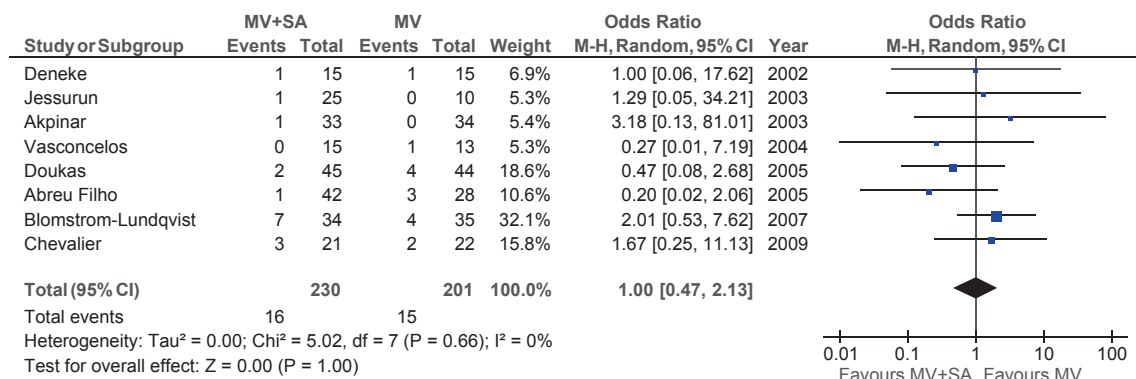 MV+SA MV Odds Ratio Odds Ratio
Study or Subgroup Events Total Events Total Weight M-H, Random, 95% CI Year M-H, Random, 95% CI
Deneke 1 15 1 15 6.9% 1.00 [0.06, 17.62] 2002
Jessurun 1 25 0 10 5.3% 1.29 [0.05, 34.21] 2003
Akpinar 1 33 0 34 5.4% 3.18 [0.13, 81.01] 2003
Vasconcelos 0 15 1 13 5.3% 0.27 [0.01, 7.19] 2004
Doukas 2 45 4 44 18.6% 0.47 [0.08, 2.68] 2005
Abreu Filho 1 42 3 28 10.6% 0.20 [0.02, 2.06] 2005
Blomstrom-Lundqvist 7 34 4 35 32.1% 2.01 [0.53, 7.62] 2007
Chevalier 3 21 2 22 15.8% 1.67 [0.25, 11.13] 2009
Total (95% CI) 230 201 100.0% 1.00 [0.47, 2.13]
Total events 16 15
Heterogeneity: Tau² = 0.00; Chi² = 5.02, df = 7 (P = 0.66); I² = 0%
Test for overall effect: Z = 0.00 (P = 1.00)
0.01 0.1 1 10 100
Favours MV+SA Favours MV